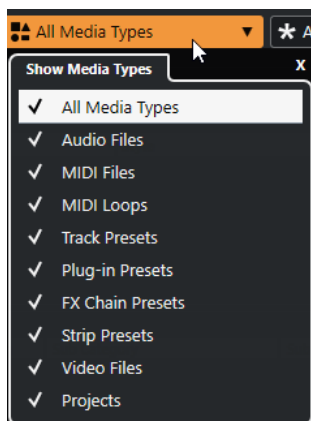 All Media Types
Show Media Types
X
All Media Types
Audio Files
MIDI Files
MIDI Loops
Track Presets
Plug-in Presets
FX Chain Presets
Strip Presets
Video Files
Projects